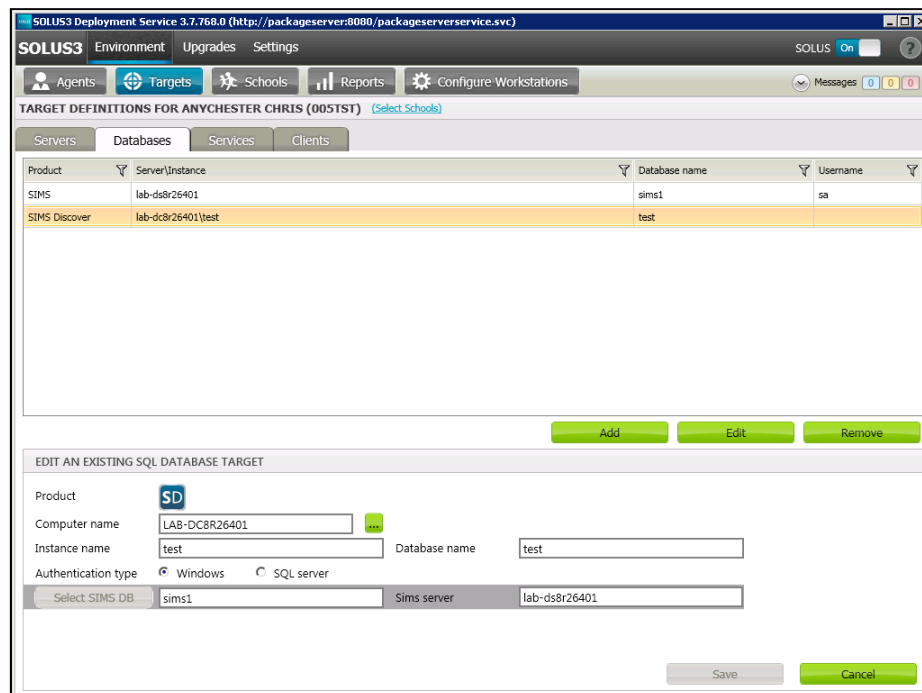 SOLUS3 Deployment Service 3.7.768.0 (http://packageserver:8080/packageserverservice.svc)
SOLUS3 Environment Upgrades Settings SOLUS On ?
Agents Targets Schools Reports Configure Workstations Messages 0 0 0
TARGET DEFINITIONS FOR ANYCHESTER CHRIS (005TST) (Select Schools)
Servers Databases Services Clients
Product Server\Instance Database name Username
SIMS lab-ds8r26401 sims1 sa
SIMS Discover lab-dc8r26401\test test
Add Edit Remove
EDIT AN EXISTING SQL DATABASE TARGET
Product SD
Computer name LAB-DC8R26401 ...
Instance name test Database name test
Authentication type Windows SQL server
Select SIMS DB sims1 Sims server lab-ds8r26401
Save Cancel